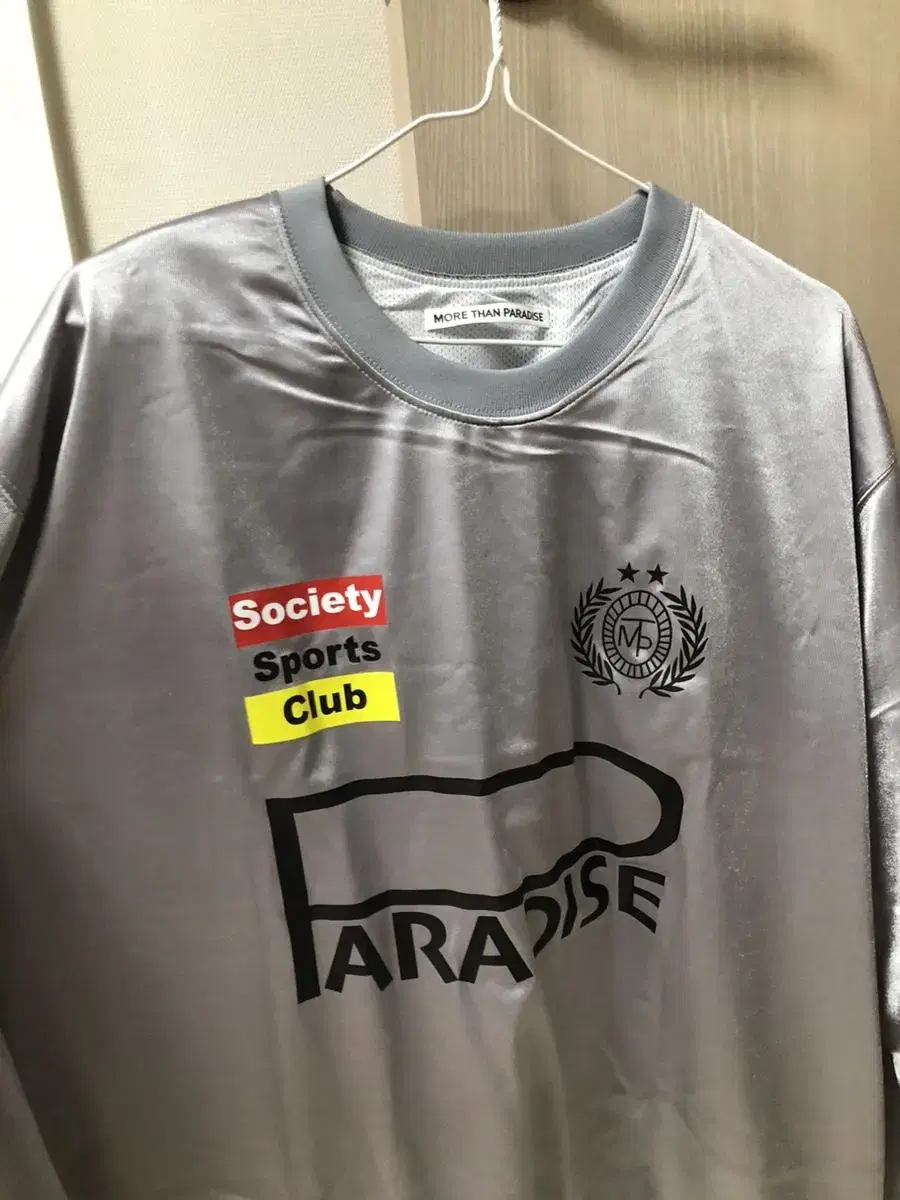 MORE THAN PARADISE
Society
Sports
Club
MTP
PARADISE